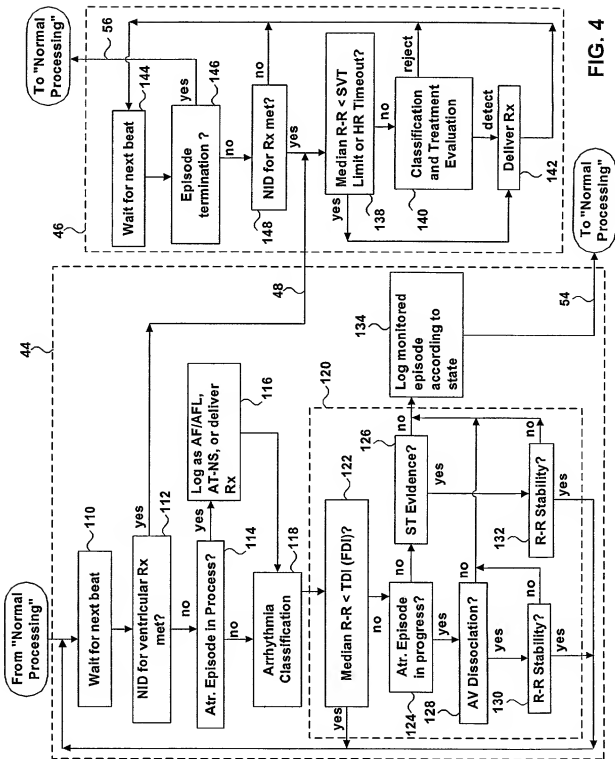 From "Normal
Processing"
44
110
Wait for next beat
112
NID for ventricular Rx
met?
yes
no
114
Atr. Episode in Process?
yes
no
Log as AF/AFL,
AT-NS, or deliver
Rx
116
Arrhythmia
Classification
118
120
122
Median R-R < TDI (FDI)?
yes
no
124
Atr. Episode
in progress?
no
yes
126
ST Evidence?
no
yes
128
AV Dissociation?
no
yes
130
R-R Stability?
no
yes
132
R-R Stability?
no
yes
134
Log monitored
episode
according to
state
54
To "Normal
Processing"
48
46
To "Normal
Processing"
56
144
Wait for next beat
146
Episode
termination ?
yes
no
148
NID for Rx met?
no
yes
138
Median R-R < SVT
Limit or HR Timeout?
yes
no
140
Classification
and Treatment
Evaluation
reject
detect
142
Deliver Rx
FIG. 4